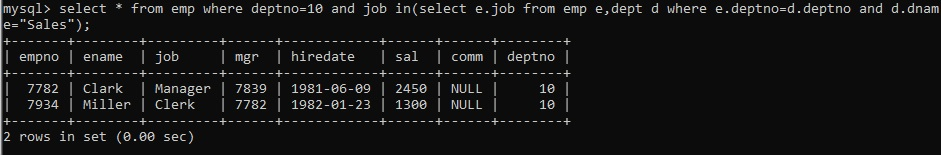 mysql> select * from emp where deptno=10 and job in(select e.job from emp e,dept d where e.deptno=d.deptno and d.dnam
e="Sales");
+-------+--------+---------+------+------------+------+------+--------+
| empno | ename  | job     | mgr  | hiredate   | sal  | comm | deptno |
+-------+--------+---------+------+------------+------+------+--------+
|  7782 | Clark  | Manager | 7839 | 1981-06-09 | 2450 | NULL |     10 |
|  7934 | Miller | Clerk   | 7782 | 1982-01-23 | 1300 | NULL |     10 |
+-------+--------+---------+------+------------+------+------+--------+
2 rows in set (0.00 sec)